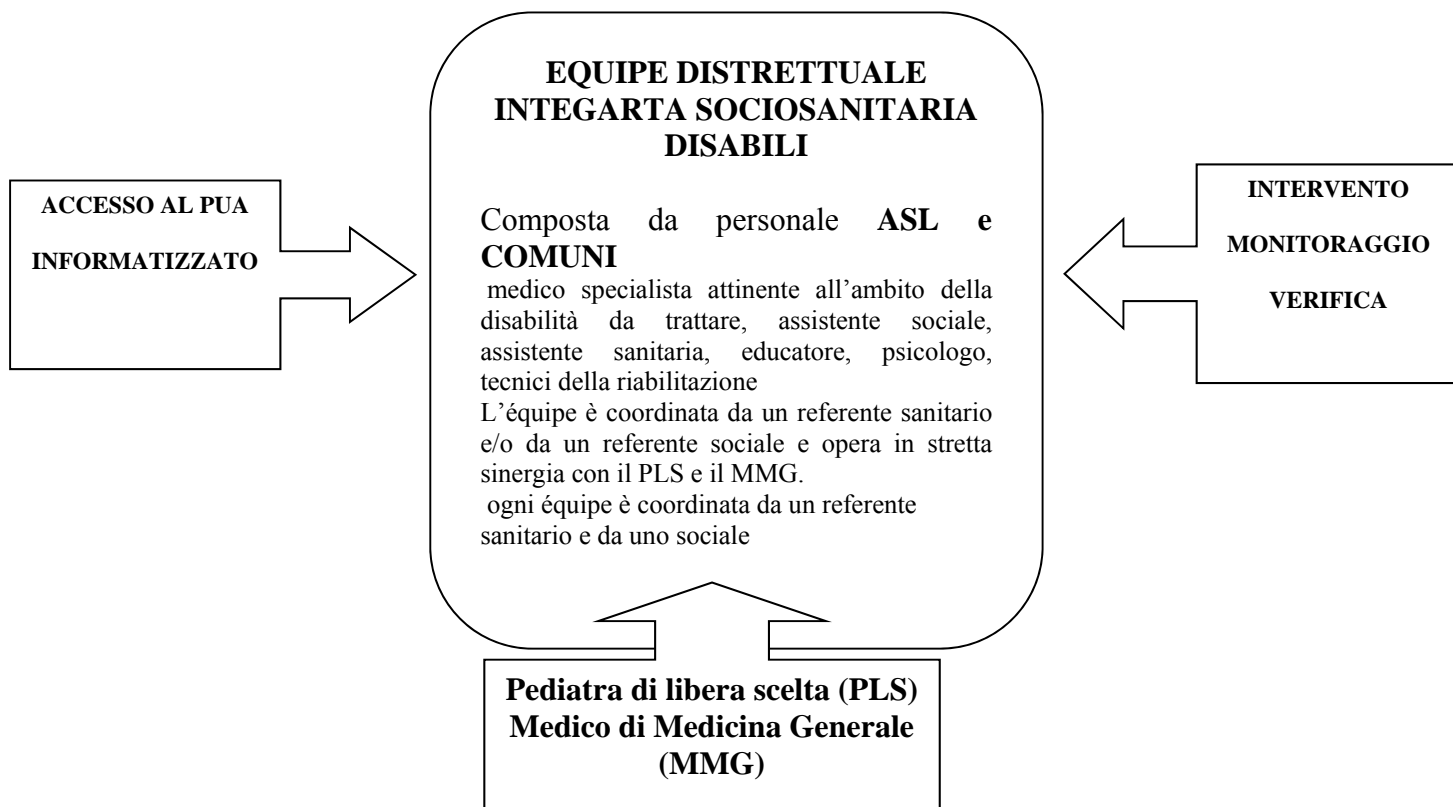 EQUIPE DISTRETTUALE
INTEGARTA SOCIOSANITARIA
DISABILI
ACCESSO AL PUA
INFORMATIZZATO
Composta da personale ASL e
COMUNI
medico specialista attinente all’ambito della
disabilità da trattare, assistente sociale,
assistente sanitaria, educatore, psicologo,
tecnici della riabilitazione
L’équipe è coordinata da un referente sanitario
e/o da un referente sociale e opera in stretta
sinergia con il PLS e il MMG.
ogni équipe è coordinata da un referente
sanitario e da uno sociale
INTERVENTO
MONITORAGGIO
VERIFICA
Pediatra di libera scelta (PLS)
Medico di Medicina Generale
(MMG)